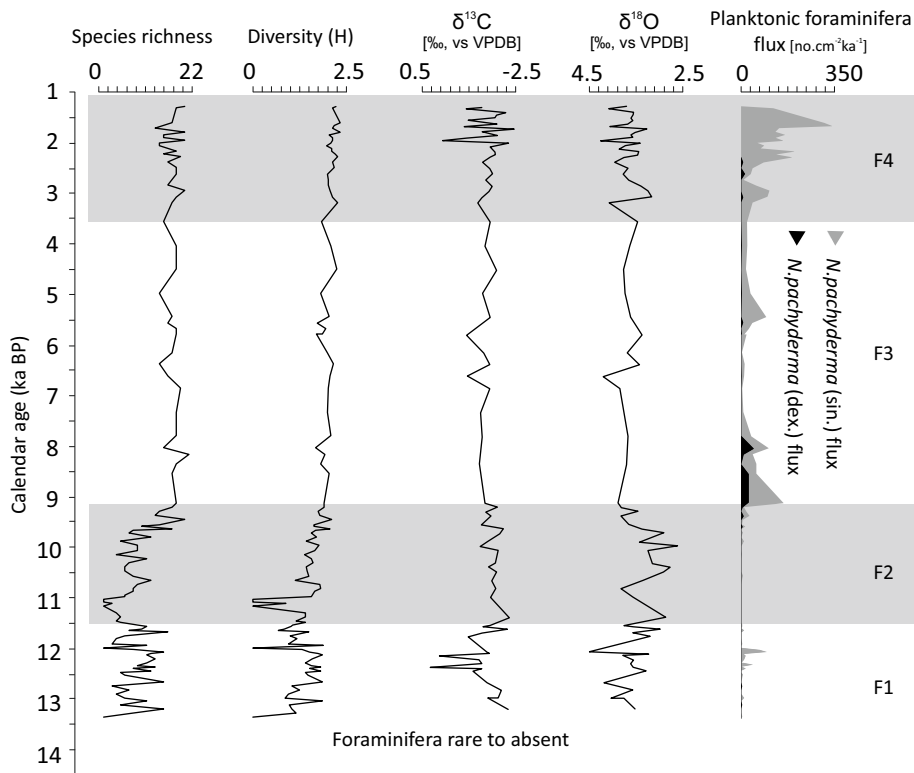 Species richness
0 22
Diversity (H)
0 2.5
δ¹³C
[‰, vs VPDB]
0.5 -2.5
δ¹⁸O
[‰, vs VPDB]
4.5 2.5
Planktonic foraminifera
flux [no.cm⁻²ka⁻¹]
0 350
Calendar age (ka BP)
1
2
3
4
5
6
7
8
9
10
11
12
13
14
F4
F3
F2
F1
N.pachyderma (sin.) flux
N.pachyderma (dex.) flux
Foraminifera rare to absent